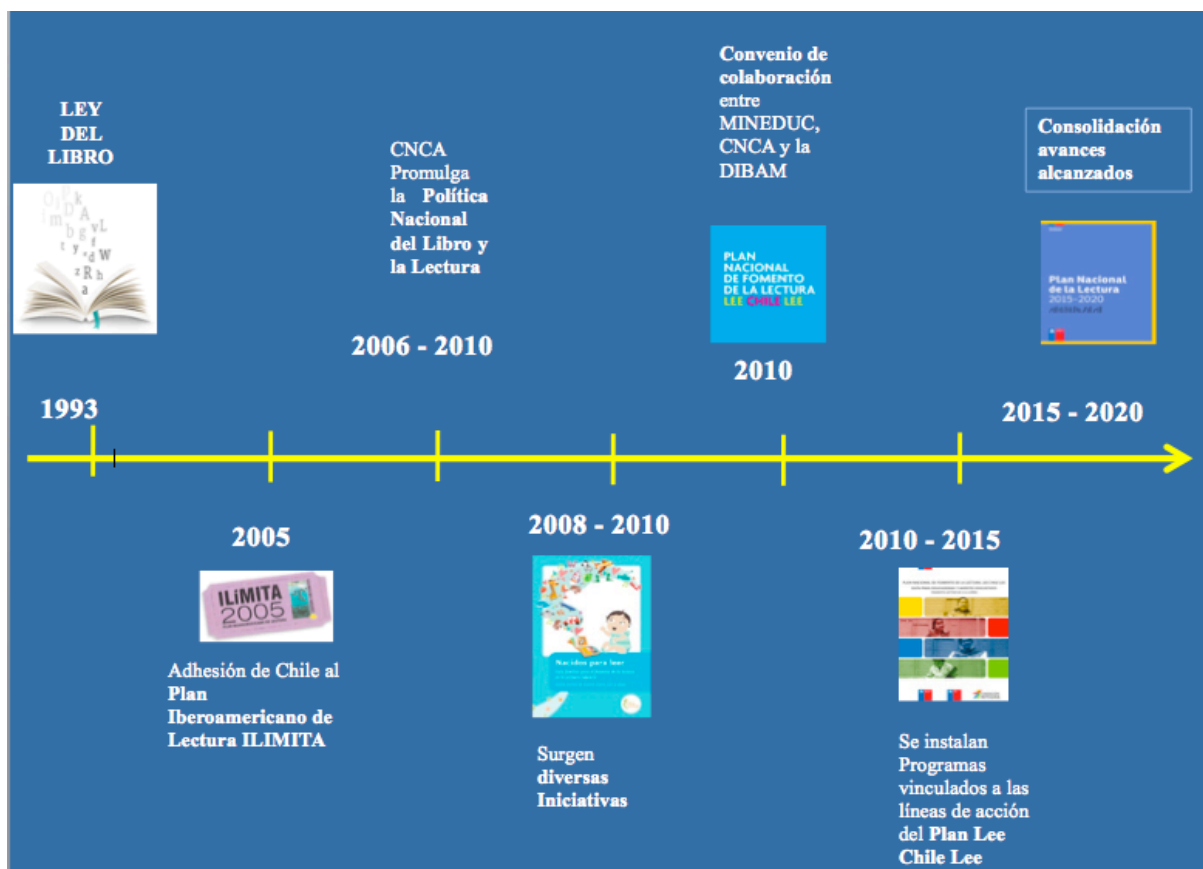 LEY
DEL
LIBRO
1993
2005
ILíMITA
2005
Adhesión de Chile al
Plan
Iberoamericano de
Lectura ILIMITA
CNCA
Promulga
la Política
Nacional
del Libro y
la Lectura
2006 - 2010
2008 - 2010
Nacidos para leer
Surgen
diversas
Iniciativas
Convenio de
colaboración
entre
MINEDUC,
CNCA y la
DIBAM
PLAN
NACIONAL
DE FOMENTO
DE LA LECTURA
LEE CHILE LEE
2010
2010 - 2015
Se instalan
Programas
vinculados a las
líneas de acción
del Plan Lee
Chile Lee
Consolidación
avances
alcanzados
Plan Nacional
de la Lectura
2015-2020
2015 - 2020